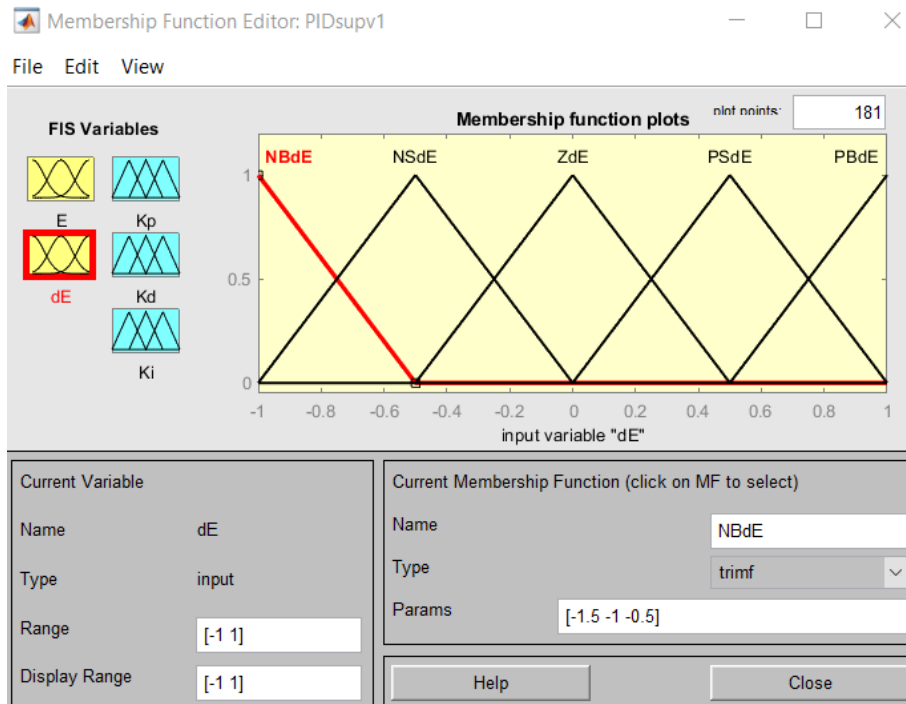 Membership Function Editor: PIDsupv1
File Edit View
FIS Variables
E
Kp
dE
Kd
Ki
Membership function plots
plot points:
181
NBdE NSdE ZdE PSdE PBdE
1
0.5
0
-1 -0.8 -0.6 -0.4 -0.2 0 0.2 0.4 0.6 0.8 1
input variable "dE"
Current Variable
Name dE
Type input
Range [-1 1]
Display Range [-1 1]
Current Membership Function (click on MF to select)
Name NBdE
Type trimf
Params [-1.5 -1 -0.5]
Help Close